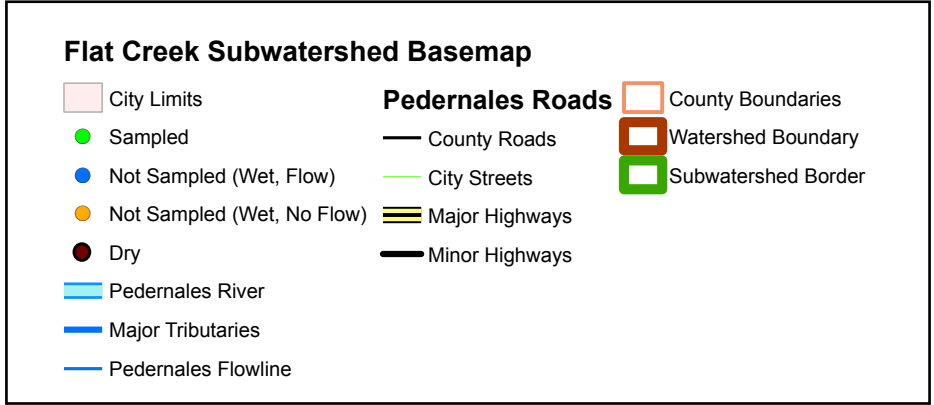 Flat Creek Subwatershed Basemap
City Limits
Sampled
Not Sampled (Wet, Flow)
Not Sampled (Wet, No Flow)
Dry
Pedernales River
Major Tributaries
Pedernales Flowline
Pedernales Roads
County Roads
City Streets
Major Highways
Minor Highways
County Boundaries
Watershed Boundary
Subwatershed Border